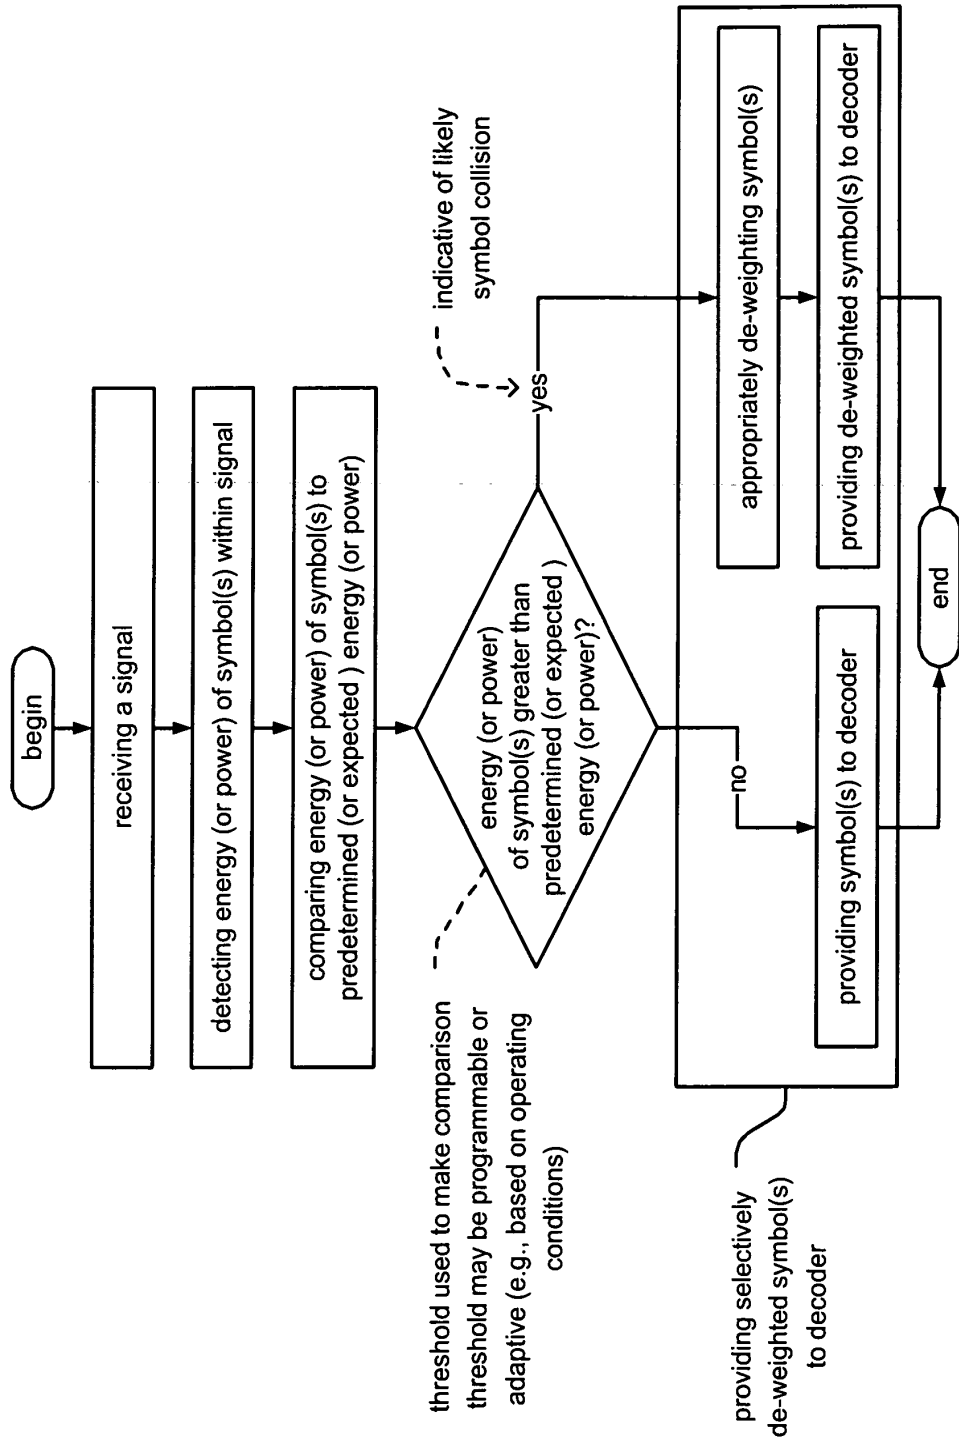 begin
receiving a signal
detecting energy (or power) of symbol(s) within signal
comparing energy (or power) of symbol(s) to
predetermined (or expected ) energy (or power)
threshold used to make comparison
threshold may be programmable or
adaptive (e.g., based on operating
conditions)
energy (or power)
of symbol(s) greater than
predetermined (or expected )
energy (or power)?
indicative of likely
symbol collision
yes
no
appropriately de-weighting symbol(s)
providing de-weighted symbol(s) to decoder
providing symbol(s) to decoder
providing selectively
de-weighted symbol(s)
to decoder
end